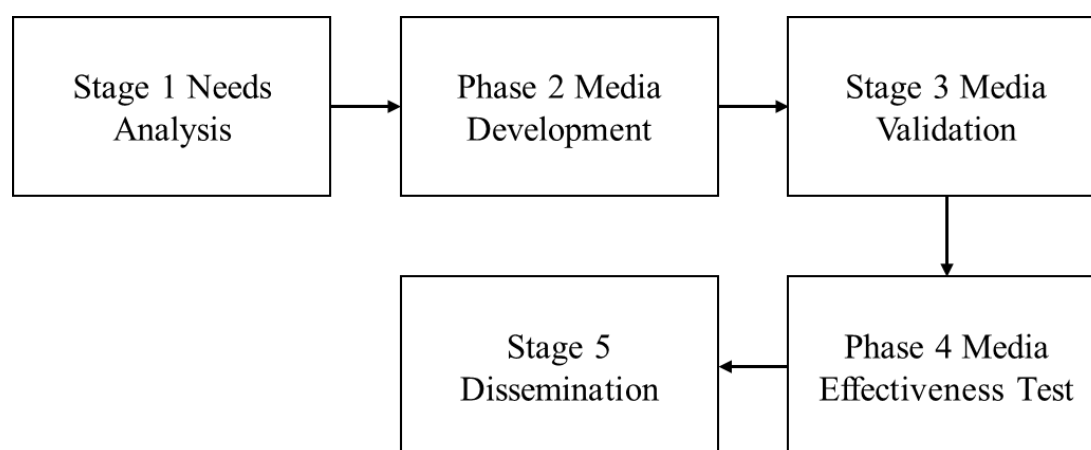 Stage 1 Needs
Analysis
Phase 2 Media
Development
Stage 3 Media
Validation
Phase 4 Media
Effectiveness Test
Stage 5
Dissemination